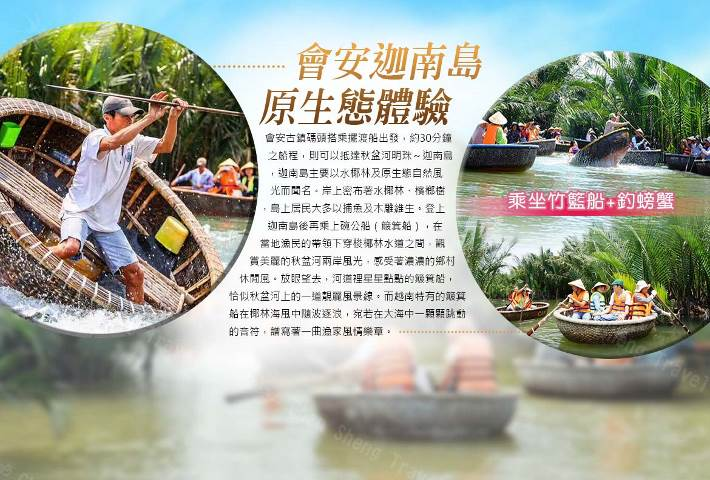 會安迦南島
原生態體驗
會安古鎮碼頭搭乘擺渡船出發，約30分鐘
之船程，則可以抵達秋盆河明珠～迦南島
，迦南島主要以水椰林及原生態自然風
光而聞名。岸上密布著水椰林、檳榔樹
，島上居民大多以捕魚及木雕維生。登上
迦南島後再乘上碗公船（簸箕船），在
當地漁民的帶領下穿梭椰林水道之間，觀
賞美麗的秋盆河兩岸風光，感受著濃濃的鄉村
休閒風。放眼望去，河道裡星星點點的簸箕船，
恰似秋盆河上的一道靚麗風景線。而越南特有的簸箕
船在椰林海風中隨波逐浪，宛若在大海中一顆顆跳動
的音符，譜寫著一曲漁家風情樂章。
乘坐竹籃船+釣螃蟹
Sheng Travel